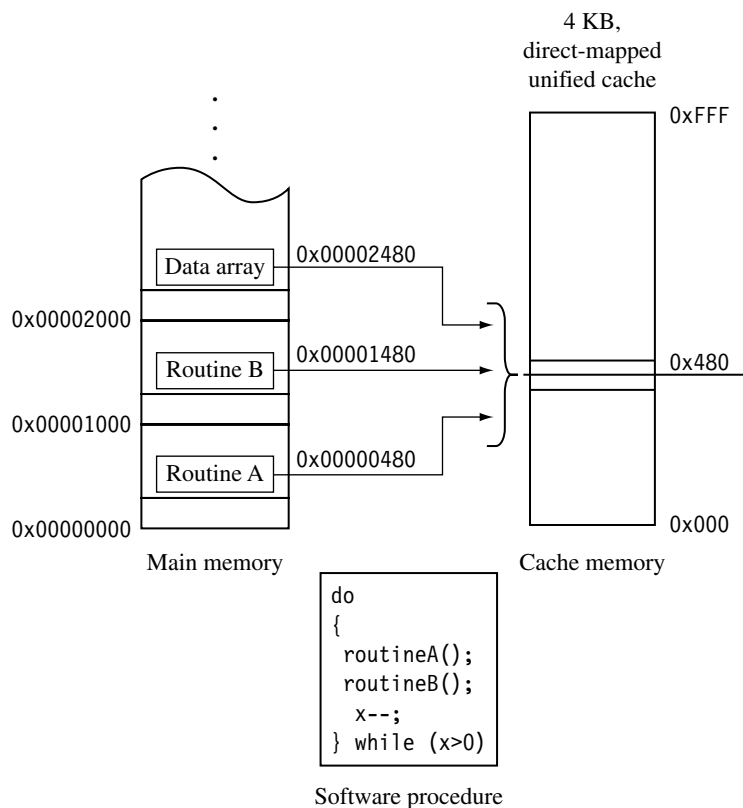 4 KB,
direct-mapped
unified cache
0xFFF
0x00002480
Data array
0x00002000
0x00001480
Routine B
0x480
0x00001000
0x00000480
Routine A
0x00000000
0x000
Main memory
Cache memory
do
{
routineA();
routineB();
x--;
} while (x>0)
Software procedure